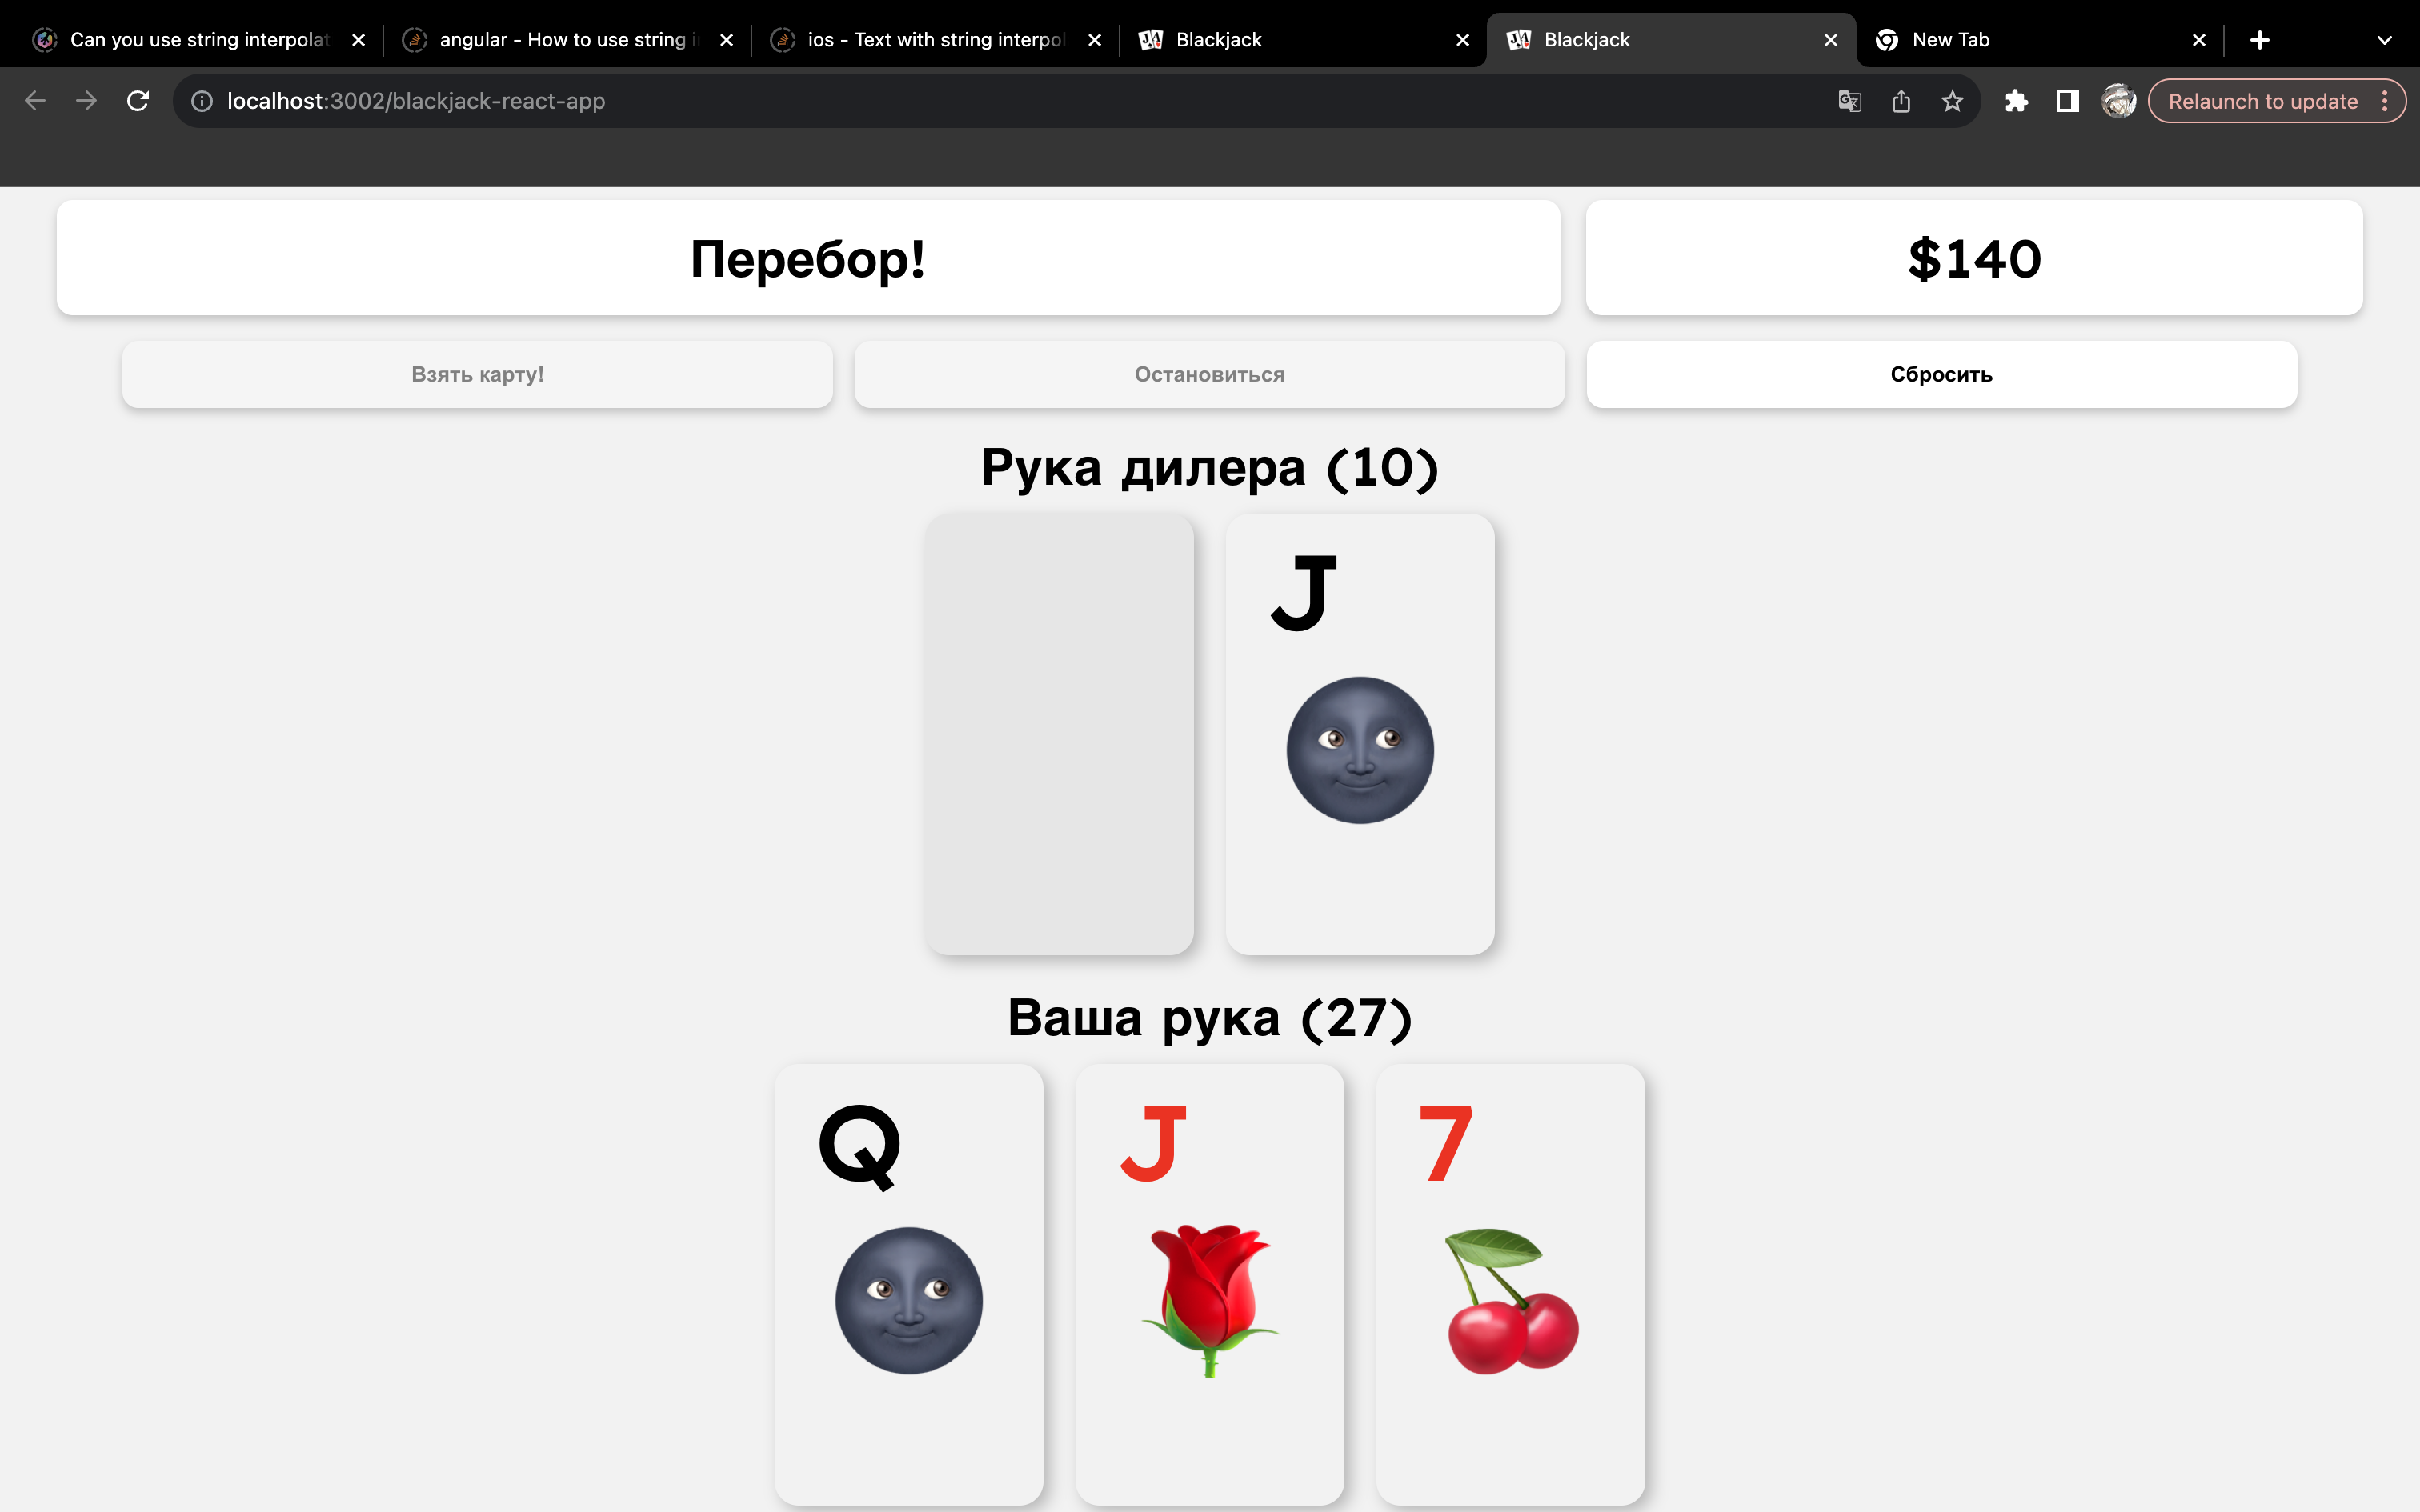 Can you use string interpolat
angular - How to use string i
ios - Text with string interpol
Blackjack
Blackjack
New Tab
localhost:3002/blackjack-react-app
Relaunch to update
Перебор!
$140
Взять карту!
Остановиться
Сбросить
Рука дилера (10)
J
Ваша рука (27)
Q
J
7